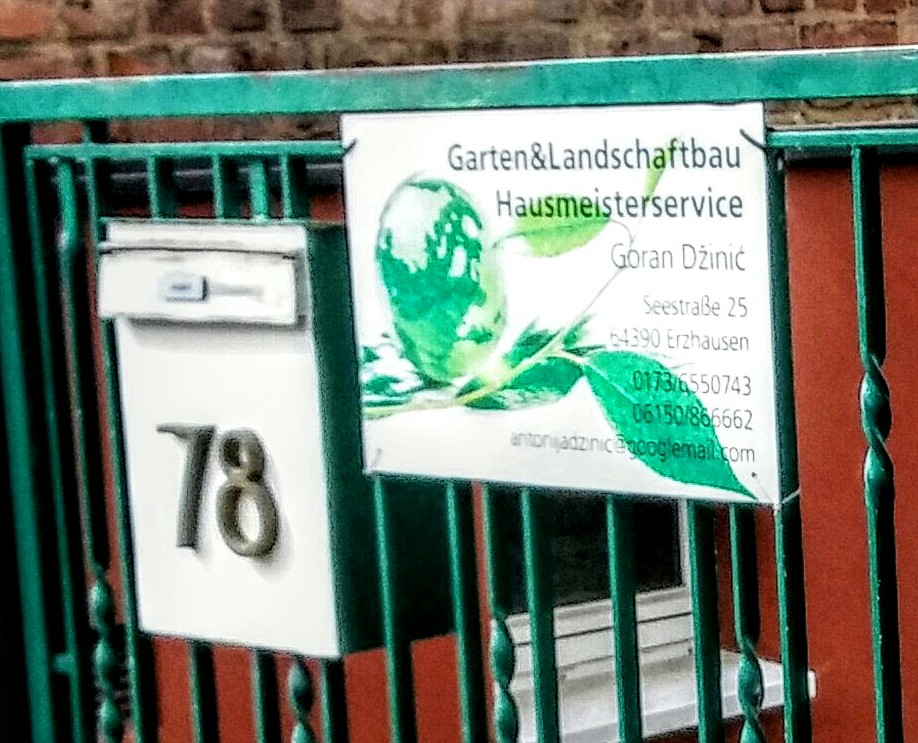 Garten&Landschaftbau
Hausmeisterservice
Goran Džinić
Seestraße 25
64390 Erzhausen
0173/6550743
06150/866662
antonijadzinic@googlemail.com
78